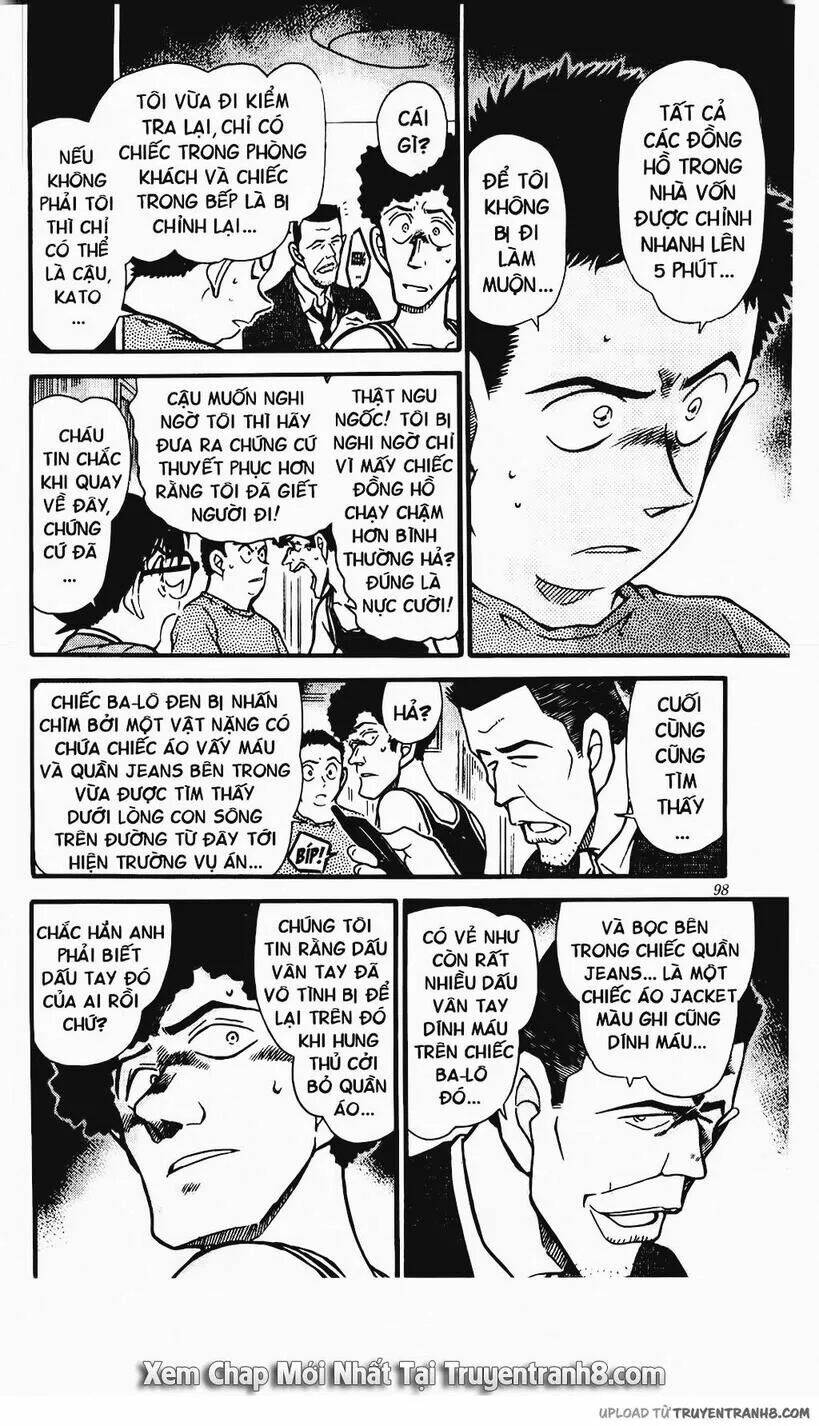 TẤT CẢ
CÁC ĐỒNG
HỒ TRONG
NHÀ VỐN
ĐƯỢC CHỈNH
NHANH LÊN
5 PHÚT...
ĐỂ TÔI
KHÔNG
BỊ ĐI
LÀM
MUỘN...
CÁI
GÌ?
TÔI VỪA ĐI KIỂM
TRA LẠI, CHỈ CÓ
CHIẾC TRONG PHÒNG
KHÁCH VÀ CHIẾC
TRONG BẾP LÀ BỊ
CHỈNH LẠI...
NẾU
KHÔNG
PHẢI TÔI
THÌ CHỈ
CÓ THỂ
LÀ CẬU,
KATO
...
THẬT NGU
NGỐC! TÔI BỊ
NGHI NGỜ CHỈ
VÌ MẤY CHIẾC
ĐỒNG HỒ
CHẠY CHẬM
HƠN BÌNH
THƯỜNG HẢ?
ĐÚNG LÀ
NỰC CƯỜI!
CẬU MUỐN NGHI
NGỜ TÔI THÌ HÃY
ĐƯA RA CHỨNG CỨ
THUYẾT PHỤC HƠN
RẰNG TÔI ĐÃ GIẾT
NGƯỜI ĐI!
CHÁU
TIN CHẮC
KHI QUAY
VỀ ĐÂY,
CHỨNG
CỨ ĐÃ
...
CUỐI
CÙNG
CŨNG
TÌM
THẤY
...
HẢ?
CHIẾC BA-LÔ ĐEN BỊ NHẤN
CHÌM BỞI MỘT VẬT NẶNG CÓ
CHỨA CHIẾC ÁO VẤY MÁU
VÀ QUẦN JEANS BÊN TRONG
VỪA ĐƯỢC TÌM THẤY
DƯỚI LÒNG CON SÔNG
TRÊN ĐƯỜNG TỪ ĐÂY TỚI
HIỆN TRƯỜNG VỤ ÁN...
BÍP!
98
VÀ BỌC BÊN
TRONG CHIẾC QUẦN
JEANS... LÀ MỘT
CHIẾC ÁO JACKET
MÀU GHI CŨNG
DÍNH MÁU...
CÓ VẺ NHƯ
CÒN RẤT
NHIỀU DẤU
VÂN TAY
DÍNH MÁU
TRÊN CHIẾC
BA-LÔ
ĐÓ...
CHÚNG TÔI
TIN RẰNG DẤU
VÂN TAY ĐÃ
VÔ TÌNH BỊ ĐỂ
LẠI TRÊN ĐÓ
KHI HUNG
THỦ CỞI
BỎ QUẦN
ÁO...
CHẮC HẲN ANH
PHẢI BIẾT
DẤU TAY ĐÓ
CỦA AI RỒI
CHỨ?
Xem Chap Mới Nhất Tại Truyentranh8.com
UPLOAD TỪ TRUYENTRANH8.COM